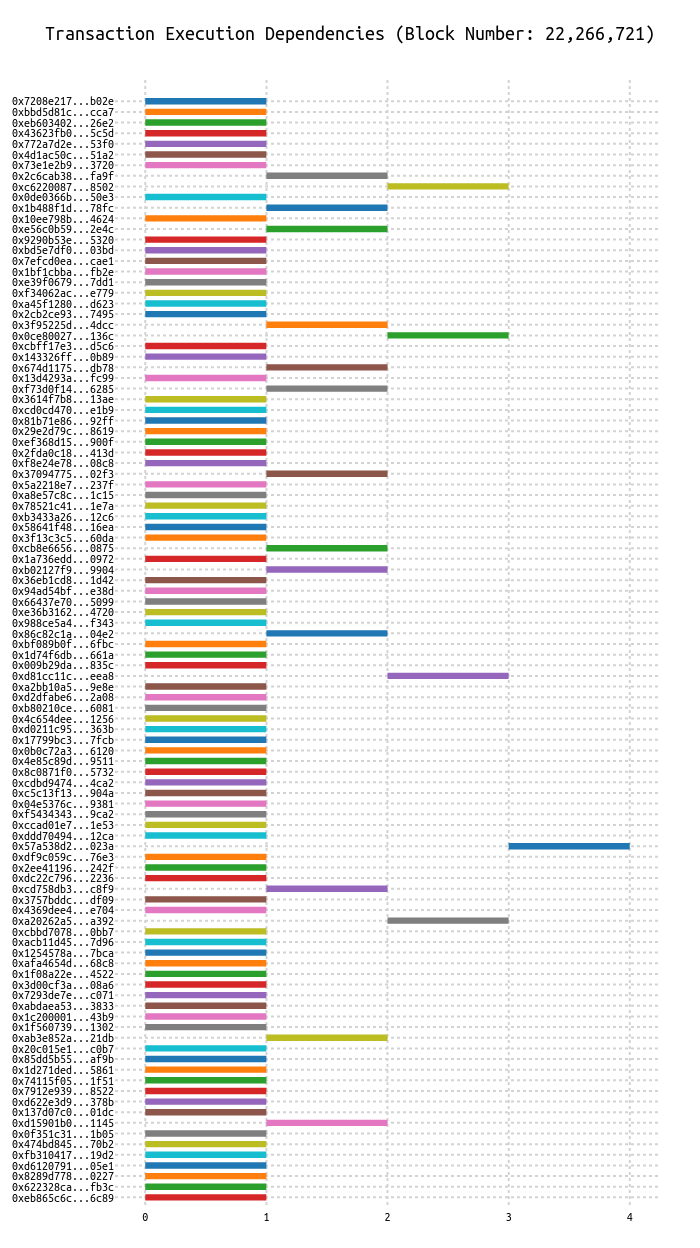 Transaction Execution Dependencies (Block Number: 22,266,721)
0x7208e217...b02e
0xbbd5d81c...cca7
0xeb603402...26e2
0x43623fb0...5c5d
0x772a7d2e...53f0
0x4d1ac50c...51a2
0x73e1e2b9...3720
0x2c6cab38...fa9f
0xc6220087...8502
0x0de0366b...50e3
0x1b488f1d...78fc
0x10ee798b...4624
0xe56c0b59...2e4c
0x9290b53e...5320
0xbd5e7df0...03bd
0x7efcd0ea...cae1
0x1bf1cbba...fb2e
0xe39f0679...7dd1
0xf34062ac...e779
0xa45f1280...d623
0x2cb2ce93...7495
0x3f95225d...4dcc
0x0ce80027...136c
0xcbff17e3...d5c6
0x143326ff...0b89
0x674d1175...db78
0x13d4293a...fc99
0xf73d0f14...6285
0x3614f7b8...13ae
0xcd0cd470...e1b9
0x81b71e86...92ff
0x29e2d79c...8619
0xef368d15...900f
0x2fda0c18...413d
0xf8e24e78...08c8
0x37094775...02f3
0x5a2218e7...237f
0xa8e57c8c...1c15
0x78521c41...1e7a
0xb3433a26...12c6
0x58641f48...16ea
0x3f13c3c5...60da
0xcb8e6656...0875
0x1a736edd...0972
0xb02127f9...9904
0x36eb1cd8...1d42
0x94ad54bf...e38d
0x66437e70...5099
0xe36b3162...4720
0x988ce5a4...f343
0x86c82c1a...04e2
0xbf089b0f...6fbc
0x1d74f6db...661a
0x009b29da...835c
0xd81cc11c...eea8
0xa2bb10a5...9e8e
0xd2dfabe6...2a08
0xb80210ce...6081
0x4c654dee...1256
0xd0211c95...363b
0x17799bc3...7fcb
0x0b0c72a3...6120
0x4e85c89d...9511
0x8c0871f0...5732
0xcdbd9474...4ca2
0xc5c13f13...904a
0x04e5376c...9381
0xf5434343...9ca2
0xccad01e7...1e53
0xddd70494...12ca
0x57a538d2...023a
0xdf9c059c...76e3
0x2ee41196...242f
0xdc22c796...2236
0xcd758db3...c8f9
0x3757bddc...df09
0x4369dee4...e704
0xa20262a5...a392
0xcbbd7078...0bb7
0xacb11d45...7d96
0x1254578a...7bca
0xafa4654d...68c8
0x1f08a22e...4522
0x3d00cf3a...08a6
0x7293de7e...c071
0xabdaea53...3833
0x1c200001...43b9
0x1f560739...1302
0xab3e852a...21db
0x20c015e1...c0b7
0x85dd5b55...af9b
0x1d271ded...5861
0x74115f05...1f51
0x7912e939...8522
0xd622e3d9...378b
0x137d07c0...01dc
0xd15901b0...1145
0x0f351c31...1b05
0x474bd845...70b2
0xfb310417...19d2
0xd6120791...05e1
0x8289d778...0227
0x622328ca...fb3c
0xeb865c6c...6c89
0 1 2 3 4